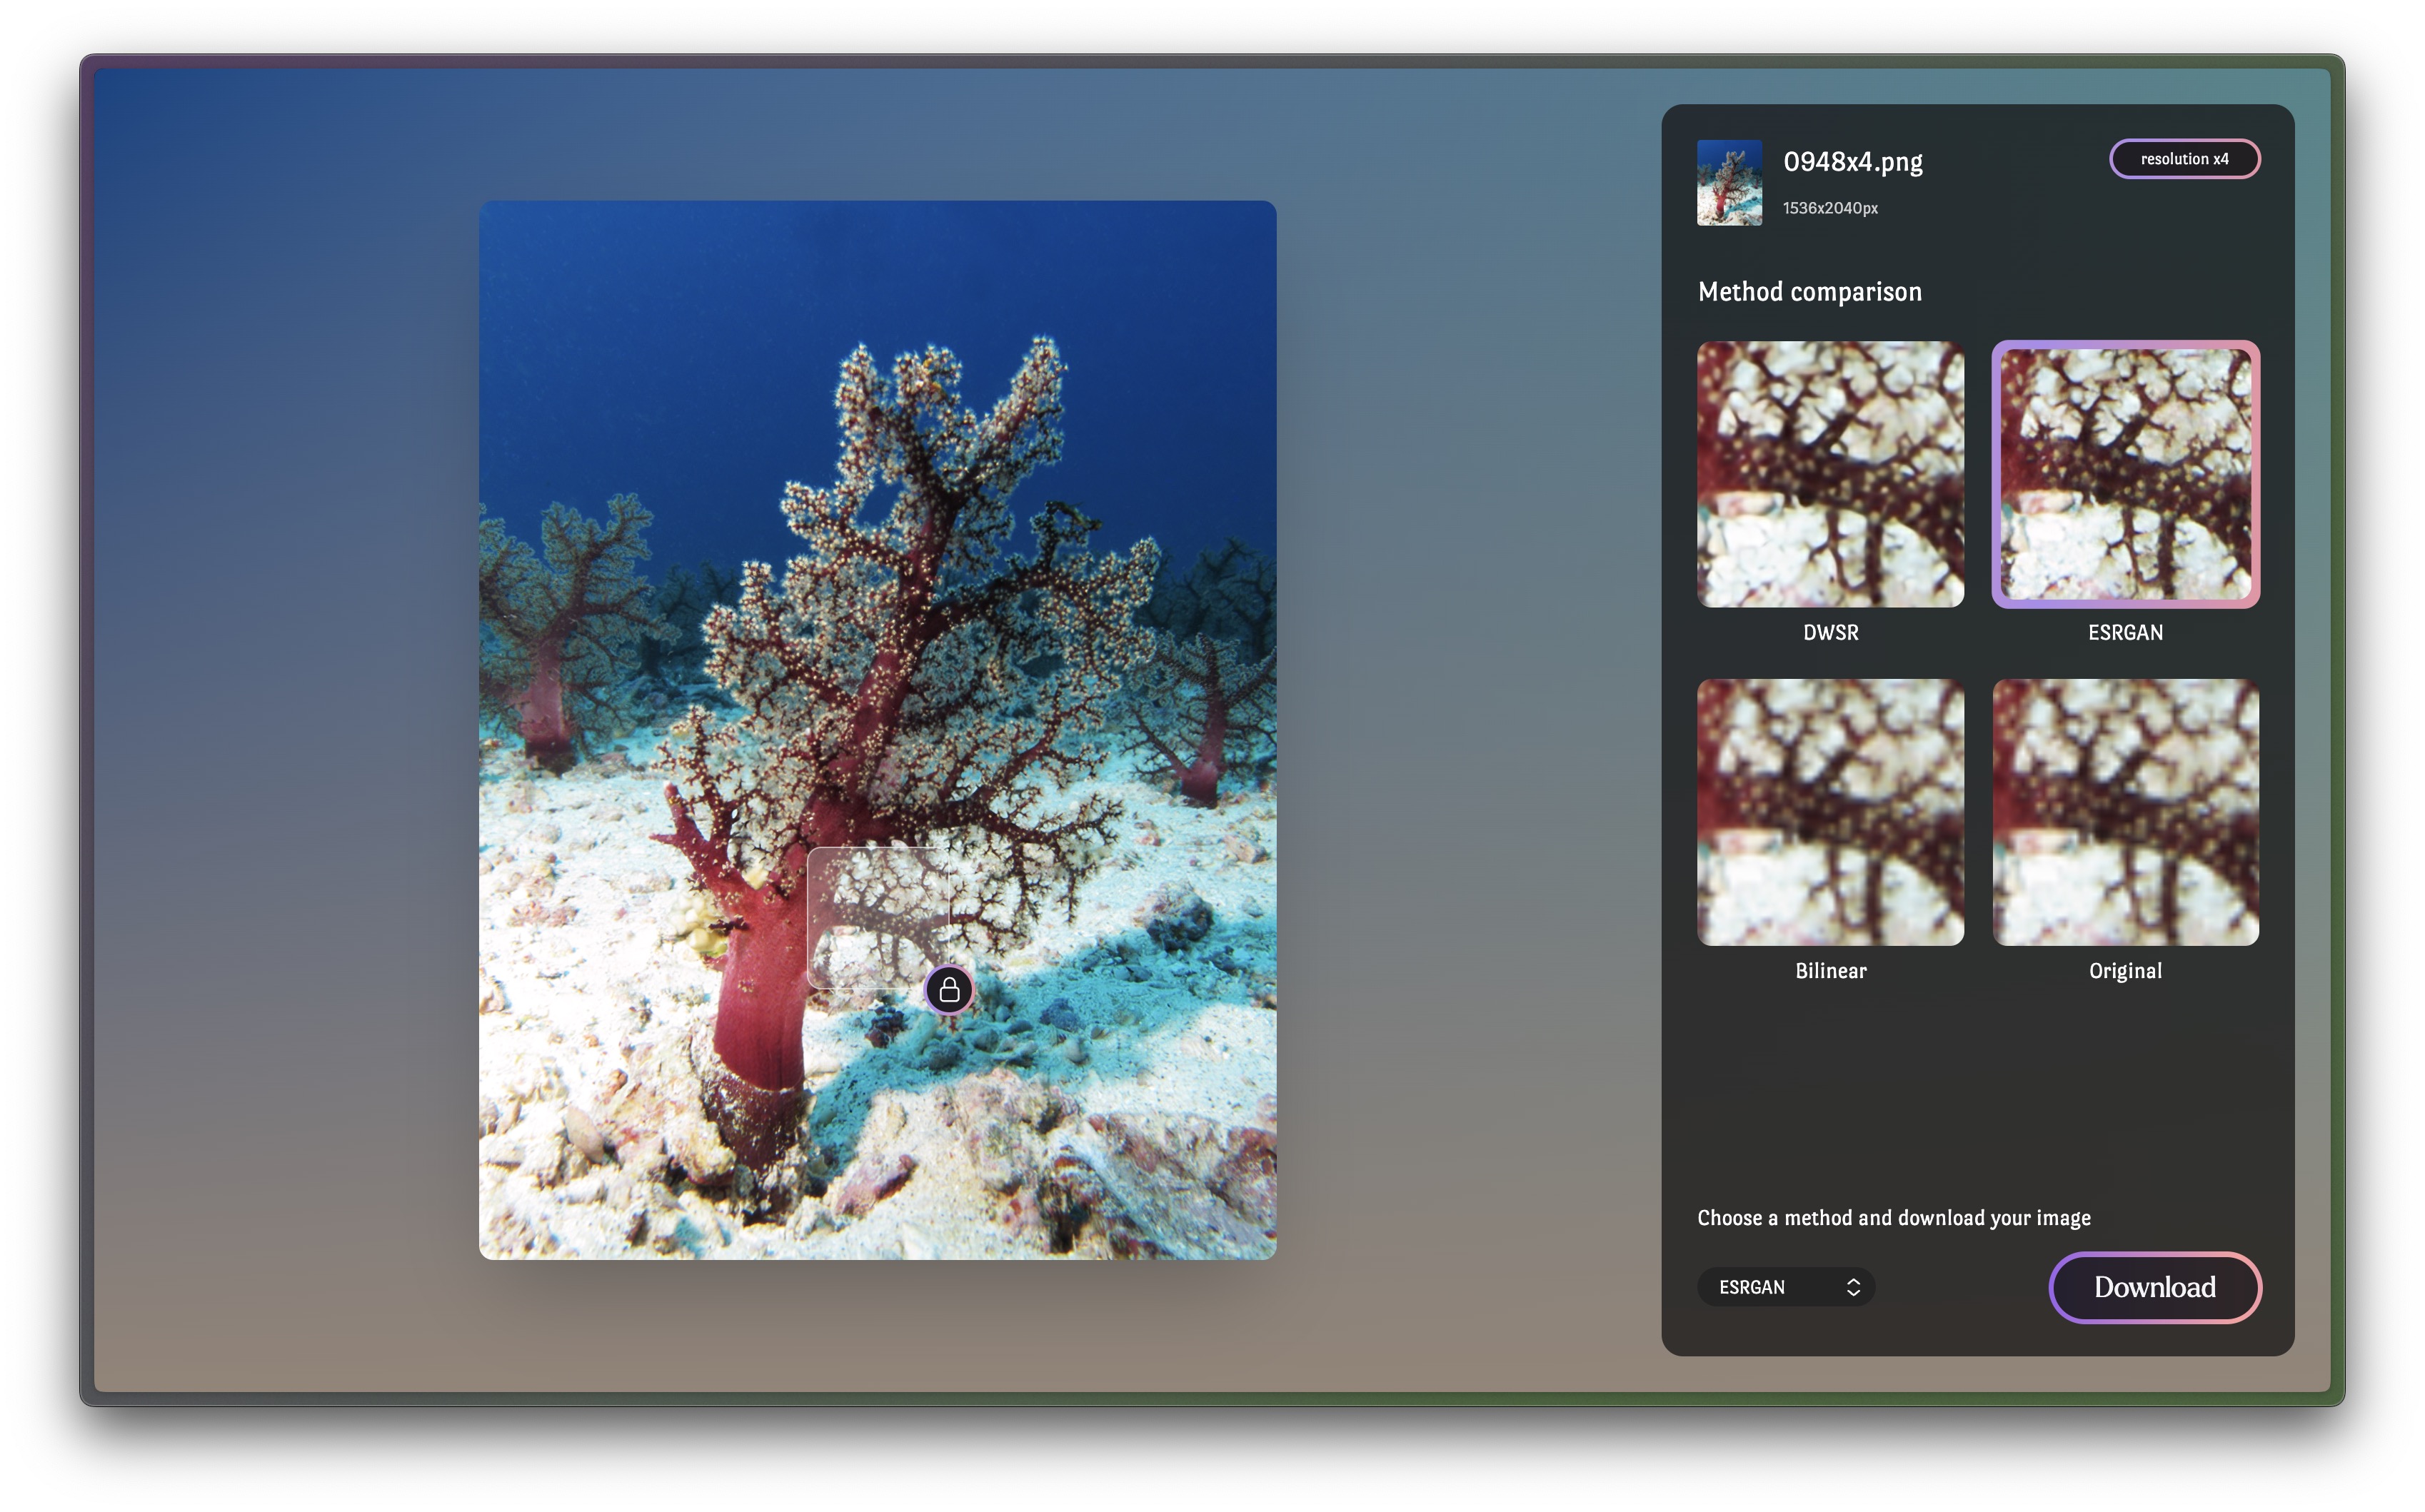 0948x4.png
resolution x4
1536x2040px
Method comparison
DWSR
ESRGAN
Bilinear
Original
Choose a method and download your image
ESRGAN
Download